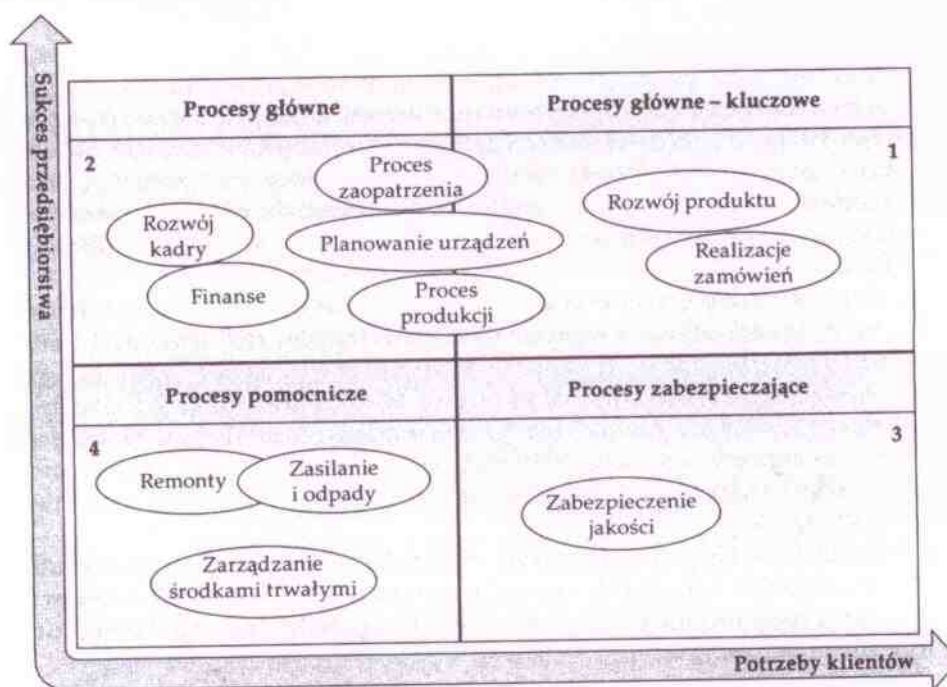 Sukces przedsiębiorstwa
Procesy główne
Procesy główne – kluczowe
2
1
Proces
zaopatrzenia
Rozwój
kadry
Planowanie urządzeń
Finanse
Proces
produkcji
Rozwój produktu
Realizacje
zamówień
Procesy pomocnicze
Procesy zabezpieczające
4
3
Remonty
Zasilanie
i odpady
Zarządzanie
środkami trwałymi
Zabezpieczenie
jakości
Potrzeby klientów